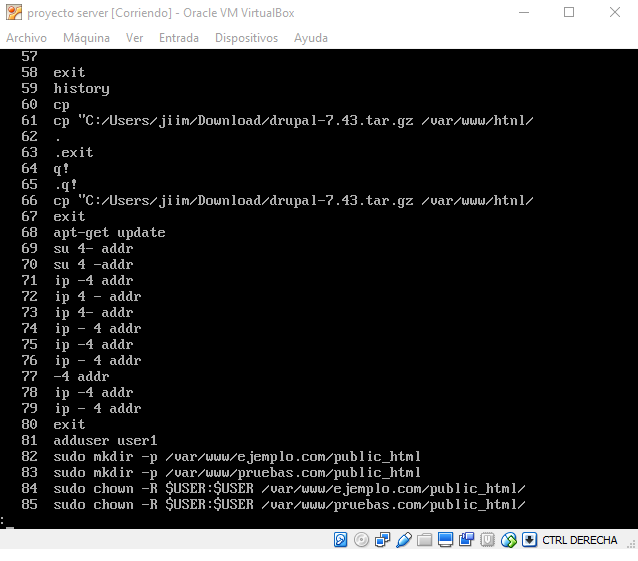 proyecto server [Corriendo] - Oracle VM VirtualBox
Archivo Máquina Ver Entrada Dispositivos Ayuda
57
58 exit
59 history
60 cp
61 cp "C:/Users/jiim/Download/drupal-7.43.tar.gz /var/www/htnl/
62 .
63 .exit
64 q!
65 .q!
66 cp "C:/Users/jiim/Download/drupal-7.43.tar.gz /var/www/htnl/
67 exit
68 apt-get update
69 su 4- addr
70 su 4 -addr
71 ip -4 addr
72 ip 4 - addr
73 ip 4- addr
74 ip - 4 addr
75 ip -4 addr
76 ip - 4 addr
77 -4 addr
78 ip -4 addr
79 ip - 4 addr
80 exit
81 adduser user1
82 sudo mkdir -p /var/www/ejemplo.com/public_html
83 sudo mkdir -p /var/www/pruebas.com/public_html
84 sudo chown -R $USER:$USER /var/www/ejemplo.com/public_html/
85 sudo chown -R $USER:$USER /var/www/pruebas.com/public_html/
:_
CTRL DERECHA